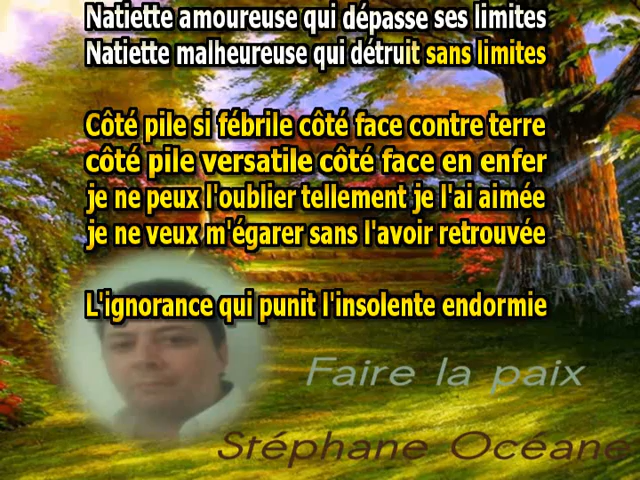 Natiette amoureuse qui dépasse ses limites
Natiette malheureuse qui détruit sans limites
Côté pile si fébrile côté face contre terre
côté pile versatile côté face en enfer
je ne peux l'oublier tellement je l'ai aimée
je ne veux m'égarer sans l'avoir retrouvée
L'ignorance qui punit l'insolente endormie
Faire la paix
Stéphane Océane